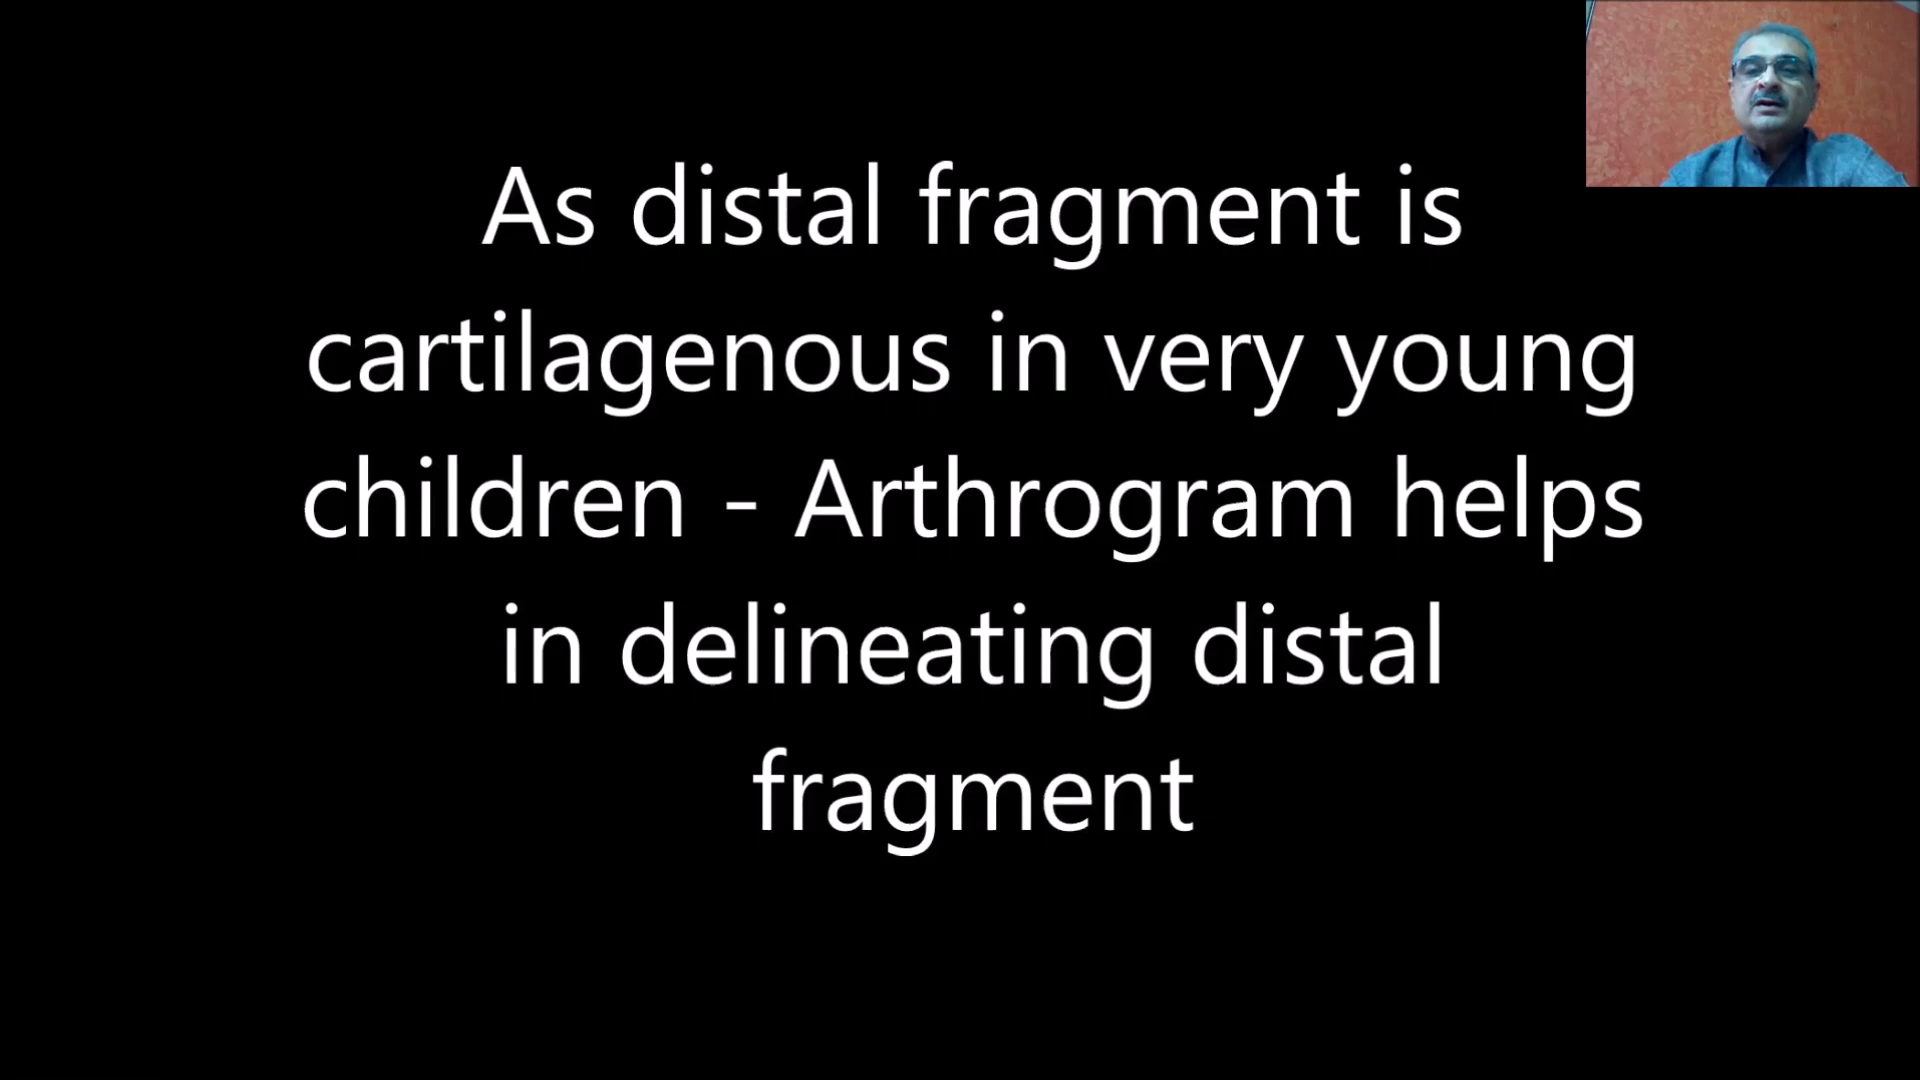 As distal fragment is
cartilagenous in very young
children - Arthrogram helps
in delineating distal
fragment